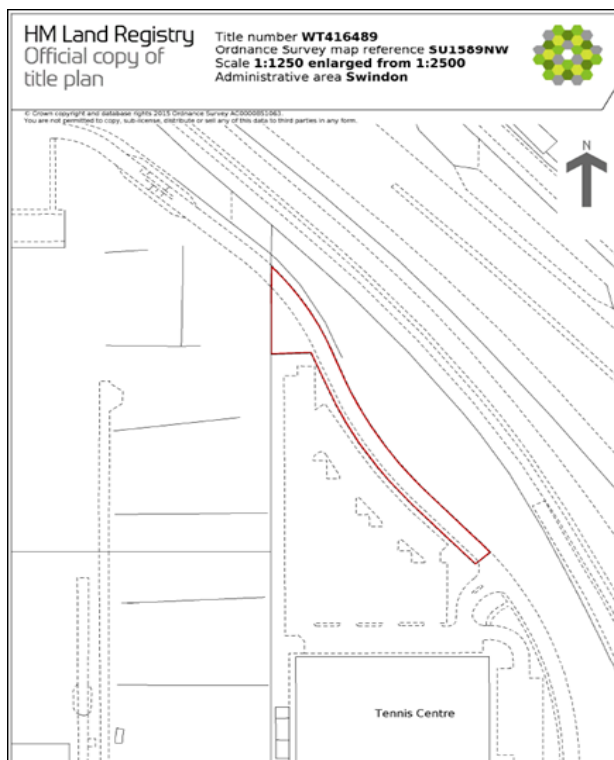 HM Land Registry
Official copy of
title plan
Title number WT416489
Ordnance Survey map reference SU1589NW
Scale 1:1250 enlarged from 1:2500
Administrative area Swindon
© Crown copyright and database rights 2015 Ordnance Survey AC0000851063.
You are not permitted to copy, sub-license, distribute or sell any of this data to third parties in any form.
N
Tennis Centre